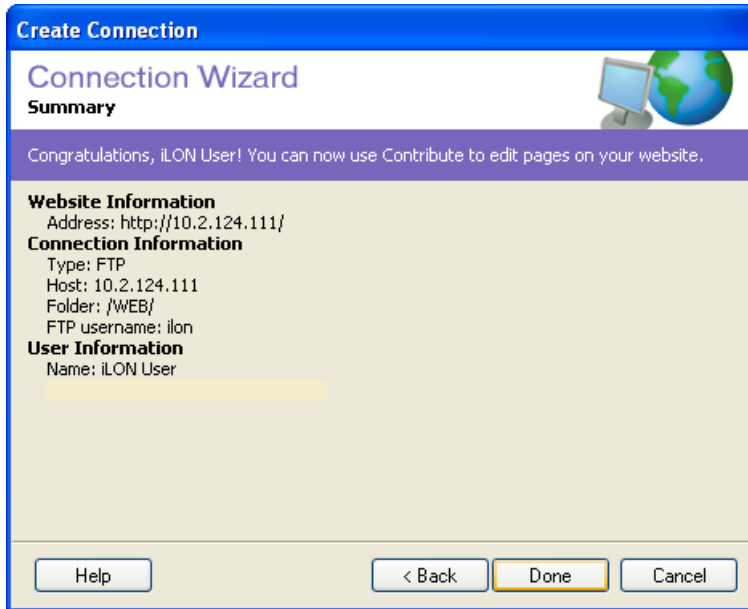 Create Connection
Connection Wizard
Summary
Congratulations, iLON User! You can now use Contribute to edit pages on your website.
Website Information
Address: http://10.2.124.111/
Connection Information
Type: FTP
Host: 10.2.124.111
Folder: /WEB/
FTP username: ilon
User Information
Name: iLON User
Help
< Back
Done
Cancel